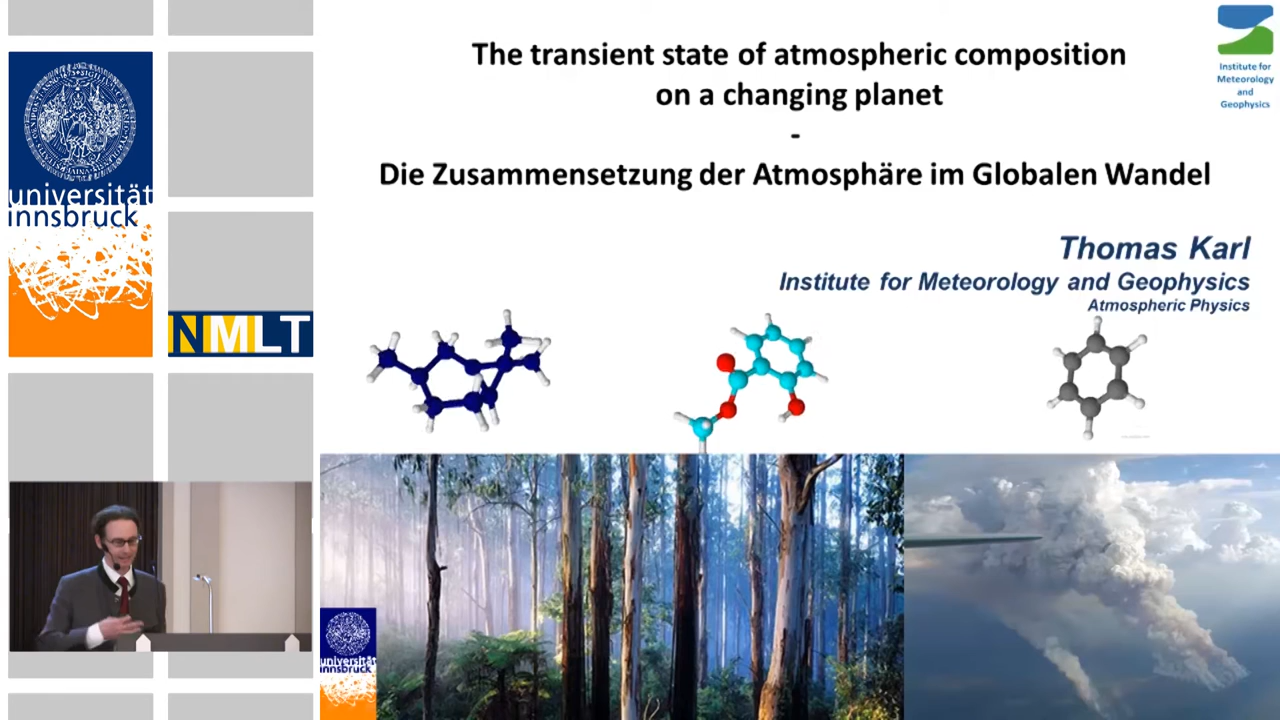 The transient state of atmospheric composition
on a changing planet
-
Die Zusammensetzung der Atmosphäre im Globalen Wandel
Thomas Karl
Institute for Meteorology and Geophysics
Atmospheric Physics
Institute for
Meteorology
and
Geophysics
universität
innsbruck
NMLT
universität
innsbruck